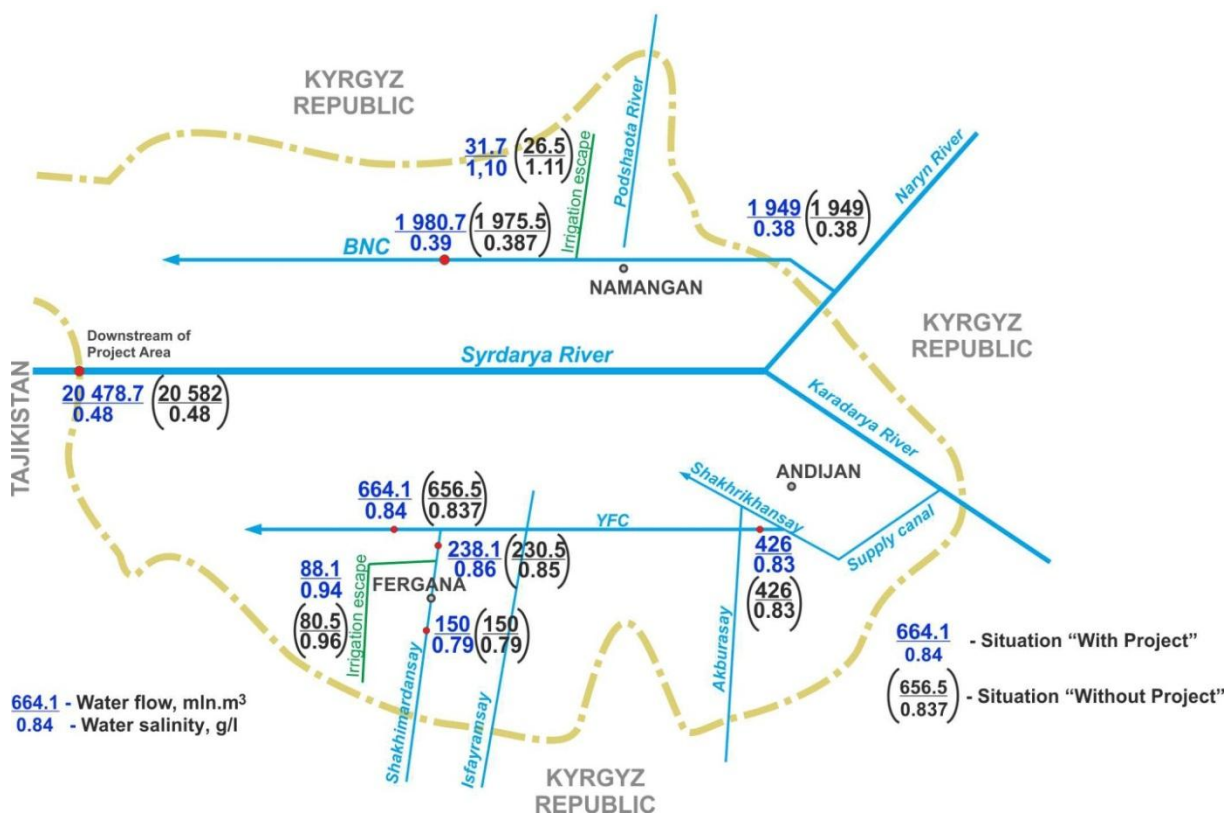 KYRGYZ
REPUBLIC
Podshaota River
Naryn River
31.7 (26.5)
1,10 (1.11)
Irrigation escape
1 980.7 (1 975.5)
0.39 (0.387)
1 949 (1 949)
0.38 (0.38)
BNC
NAMANGAN
KYRGYZ
REPUBLIC
Downstream of
Project Area
Syrdarya River
TAJIKISTAN
20 478.7 (20 582)
0.48 (0.48)
Karadarya River
ANDIJAN
Shakhrikhansay
Supply canal
664.1 (656.5)
0.84 (0.837)
YFC
426
0.83
(426)
(0.83)
238.1 (230.5)
0.86 (0.85)
88.1
0.94
(80.5)
(0.96)
Irrigation escape
FERGANA
150 (150)
0.79 (0.79)
Shakhimardansay
Isfayramsay
Akburasay
664.1
0.84 - Situation “With Project”
(656.5)
(0.837) - Situation “Without Project”
664.1 - Water flow, mln.m³
0.84 - Water salinity, g/l
KYRGYZ
REPUBLIC